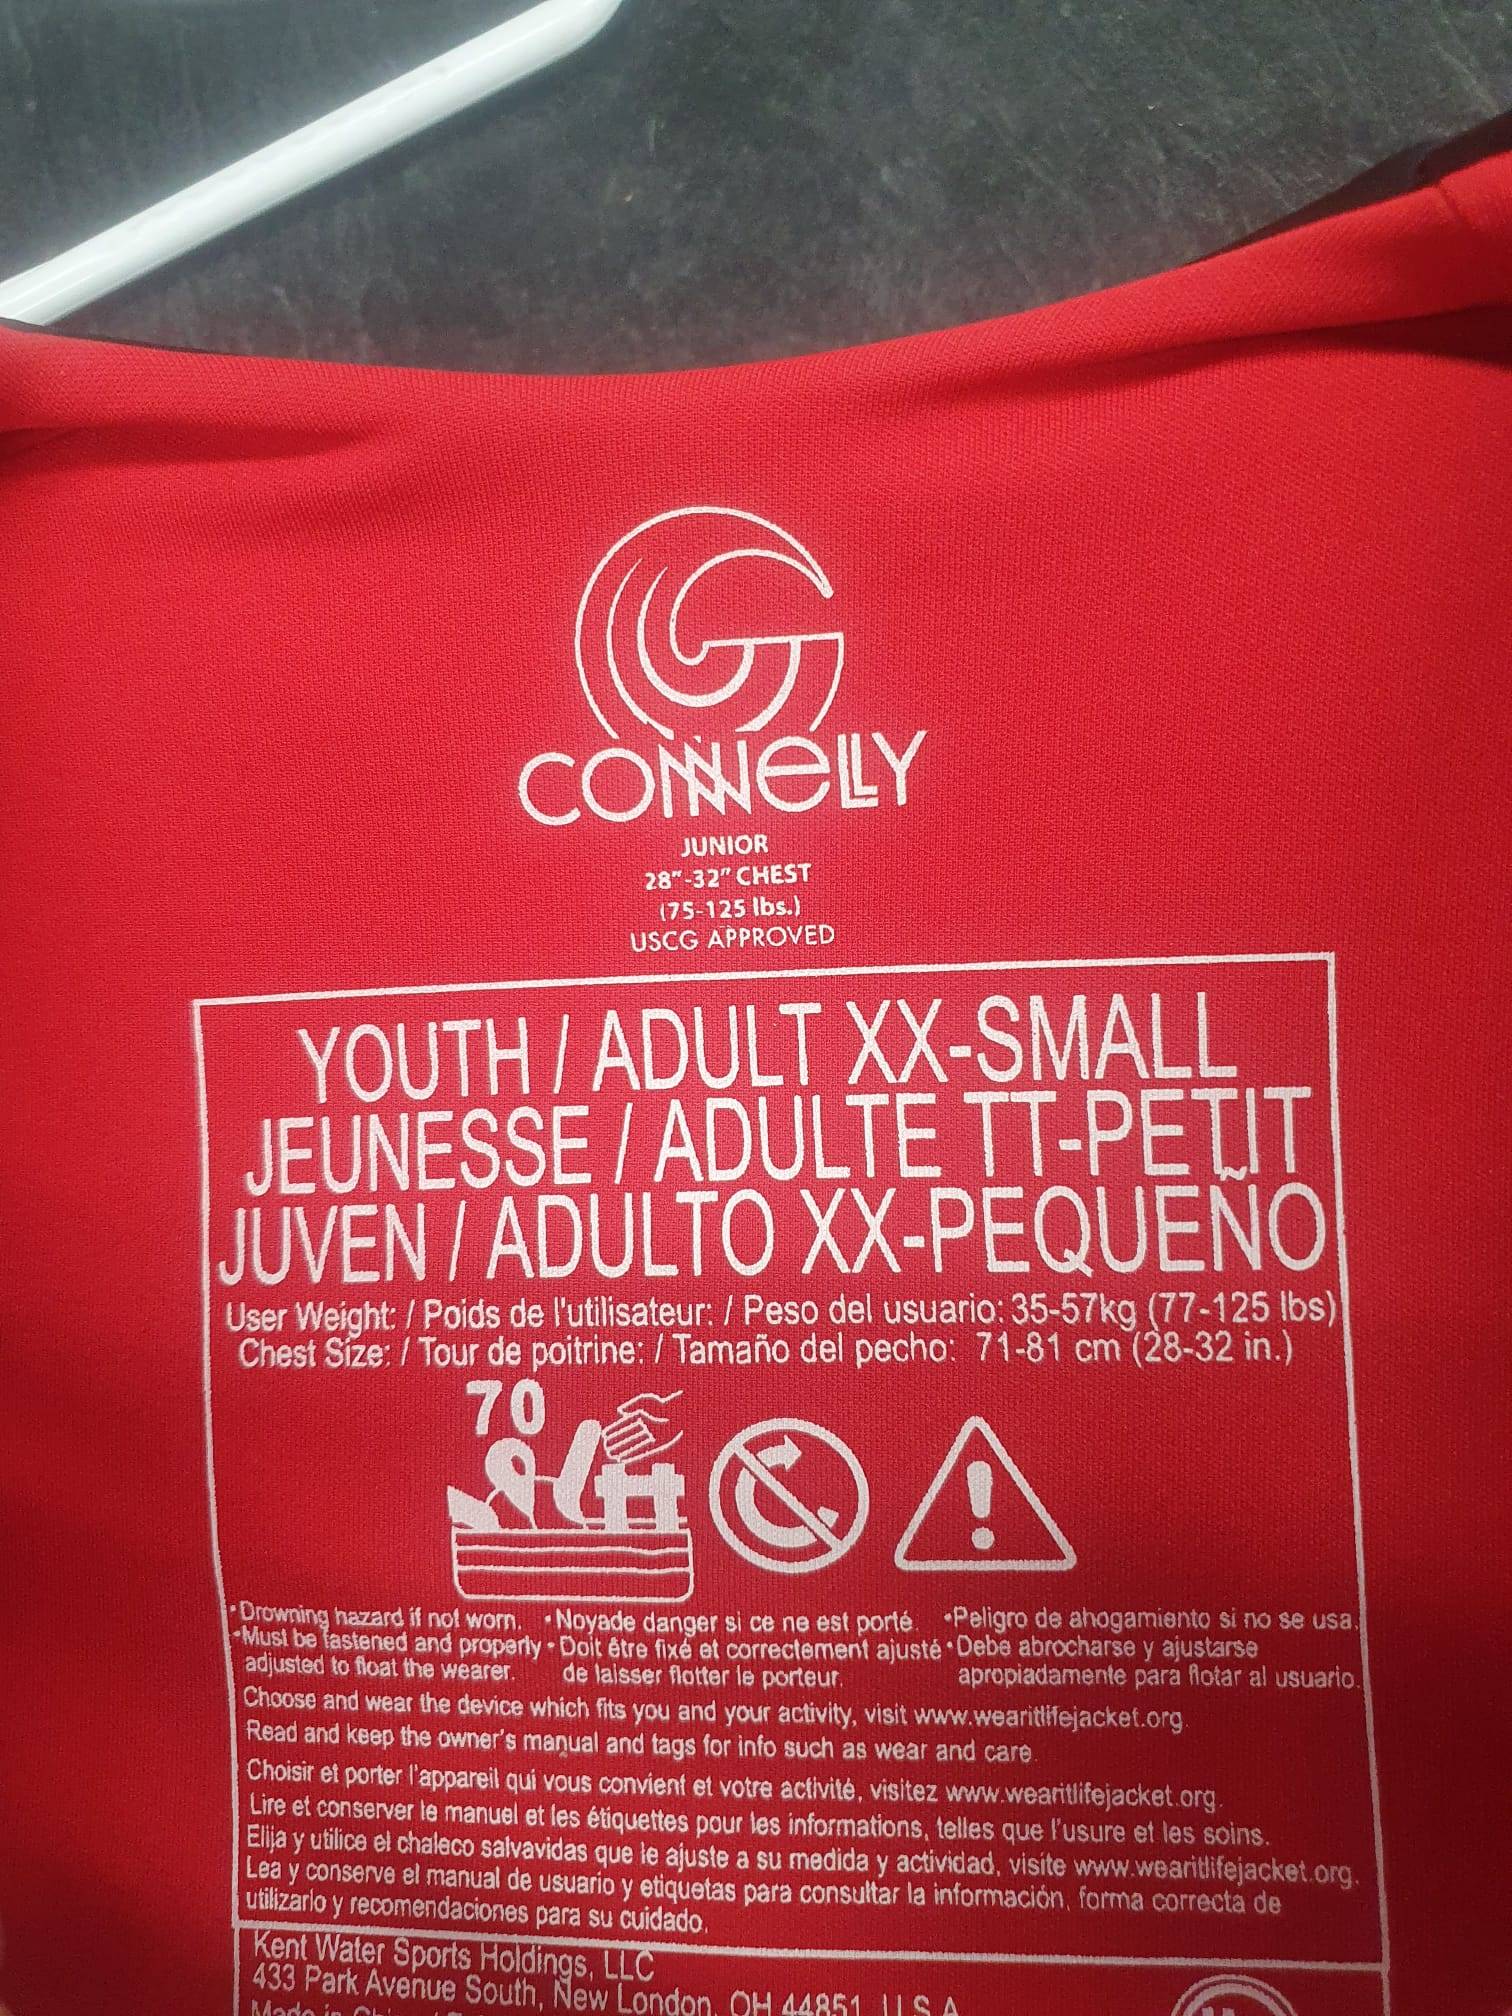 CONNELLY
JUNIOR
28"-32" CHEST
(75-125 lbs.)
USCG APPROVED
YOUTH / ADULT XX-SMALL
JEUNESSE / ADULTE TT-PETIT
JUVEN / ADULTO XX-PEQUEÑO
User Weight: / Poids de l'utilisateur: / Peso del usuario: 35-57kg (77-125 lbs)
Chest Size: / Tour de poitrine: / Tamaño del pecho: 71-81 cm (28-32 in.)
70
•Drowning hazard if not worn. •Noyade danger si ce ne est porté. •Peligro de ahogamiento si no se usa.
•Must be fastened and properly •Doit être fixé et correctement ajusté •Debe abrocharse y ajustarse
adjusted to float the wearer. de laisser flotter le porteur. apropiadamente para flotar al usuario.
Choose and wear the device which fits you and your activity, visit www.wearitlifejacket.org.
Read and keep the owner's manual and tags for info such as wear and care.
Choisir et porter l'appareil qui vous convient et votre activité, visitez www.wearitlifejacket.org.
Lire et conserver le manuel et les étiquettes pour les informations, telles que l'usure et les soins.
Elija y utilice el chaleco salvavidas que le ajuste a su medida y actividad, visite www.wearitlifejacket.org.
Lea y conserve el manual de usuario y etiquetas para consultar la información, forma correcta de
utilizarlo y recomendaciones para su cuidado.
Kent Water Sports Holdings, LLC
433 Park Avenue South, New London, OH 44851 U.S.A.
Made in